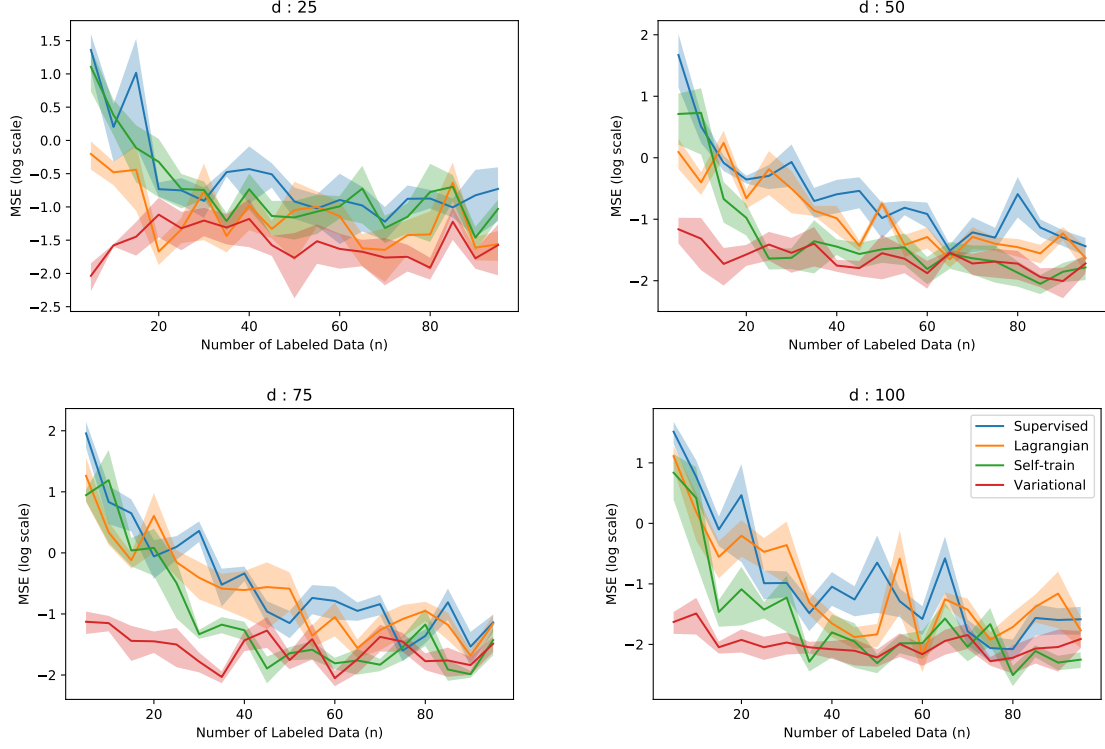 d : 25
1.5
1.0
0.5
0.0
−0.5
−1.0
−1.5
−2.0
−2.5
MSE (log scale)
20
40
60
80
Number of Labeled Data (n)
d : 50
2
1
0
−1
−2
MSE (log scale)
20
40
60
80
Number of Labeled Data (n)
d : 75
2
1
0
−1
−2
MSE (log scale)
20
40
60
80
Number of Labeled Data (n)
d : 100
1
0
−1
−2
MSE (log scale)
20
40
60
80
Number of Labeled Data (n)
Supervised
Lagrangian
Self-train
Variational